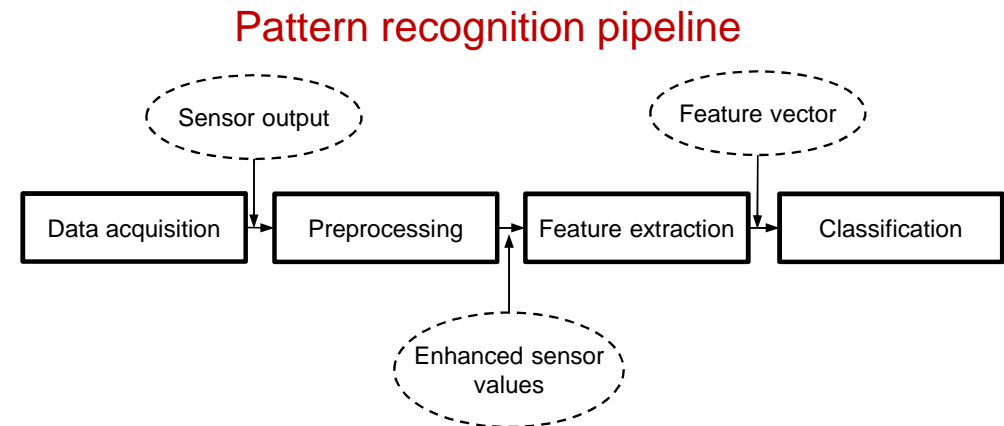 Pattern recognition pipeline
Sensor output
Feature vector
Data acquisition
Preprocessing
Feature extraction
Classification
Enhanced sensor
values